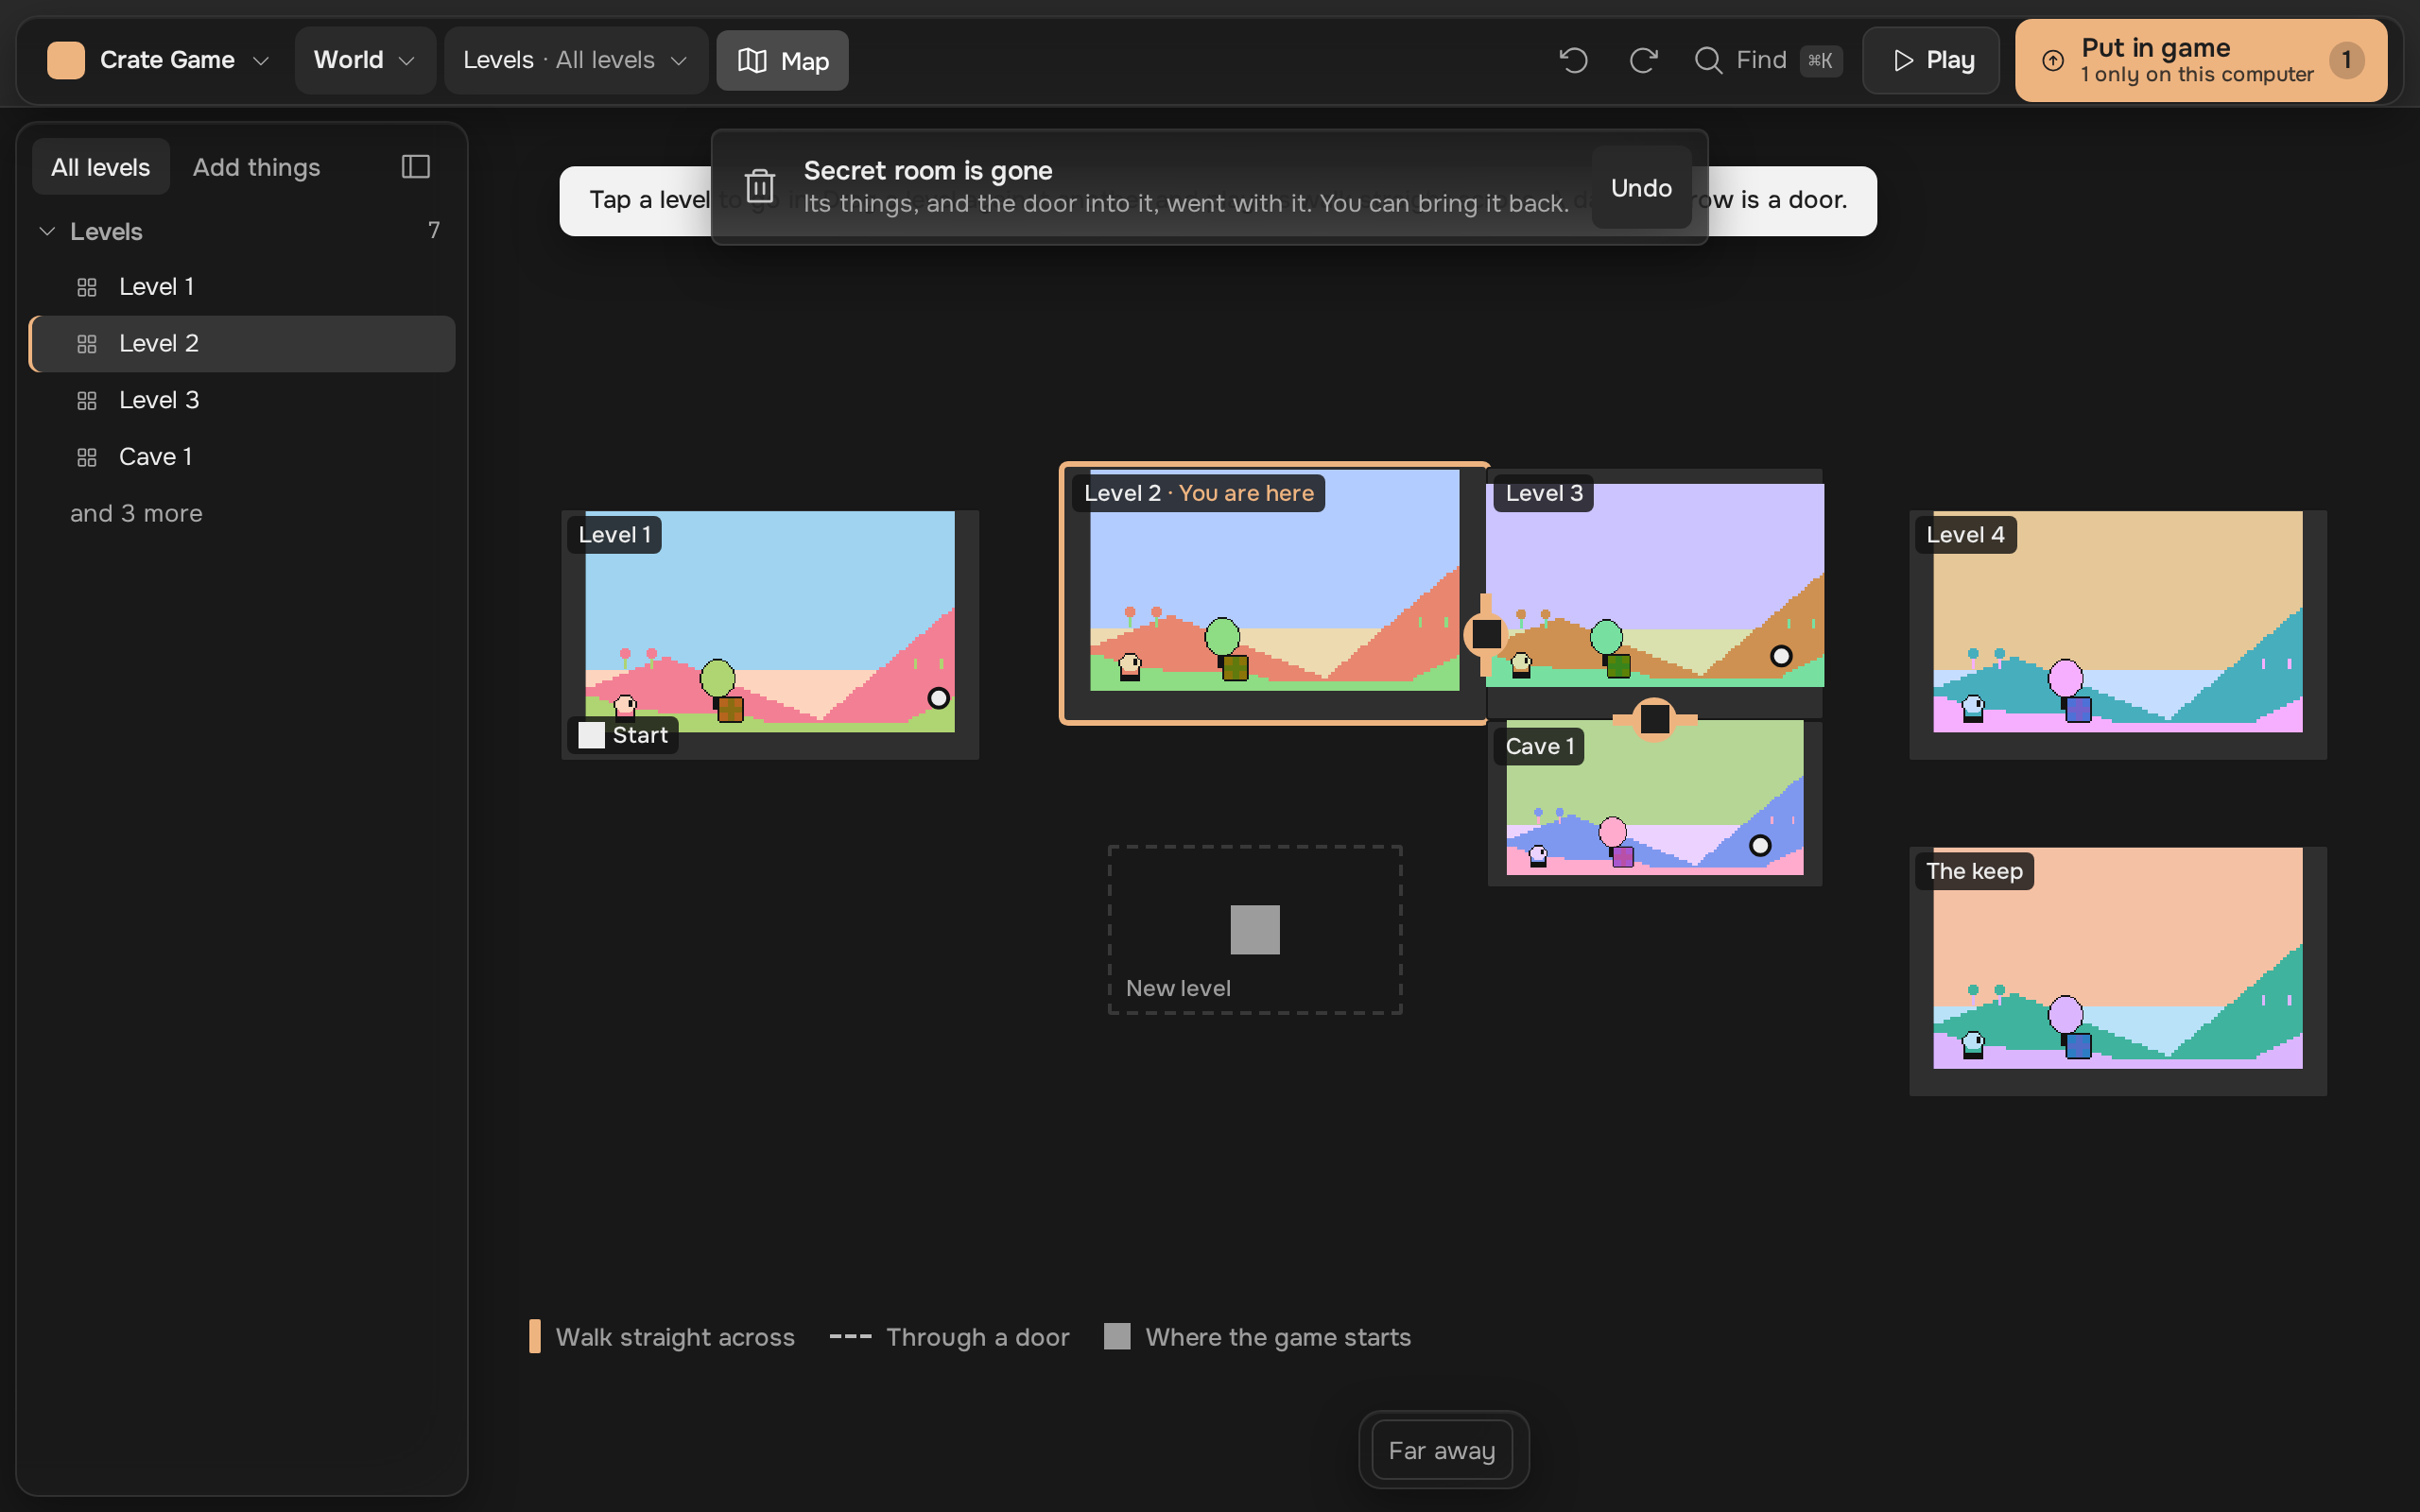 Crate Game
World
Levels · All levels
Map
Find ⌘K
Play
Put in game
1 only on this computer
1
All levels
Add things
Levels 7
Level 1
Level 2
Level 3
Cave 1
and 3 more
Secret room is gone
Its things, and the door into it, went with it. You can bring it back.
Undo
Tap a level to go in
row is a door.
Level 1
Start
Level 2 · You are here
Level 3
Cave 1
Level 4
The keep
New level
Walk straight across
Through a door
Where the game starts
Far away